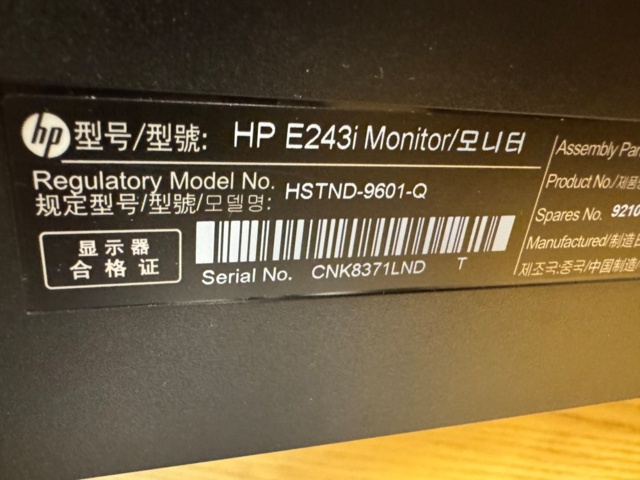 hp 型号/型號: HP E243i Monitor/모니터
Regulatory Model No.
规定型号/型號/모델명: HSTND-9601-Q
显示器
合格证
Serial No. CNK8371LND T
Assembly Par
Product No./제품
Spares No. 9210
Manufactured/制造
제조국:중국/中国制造/